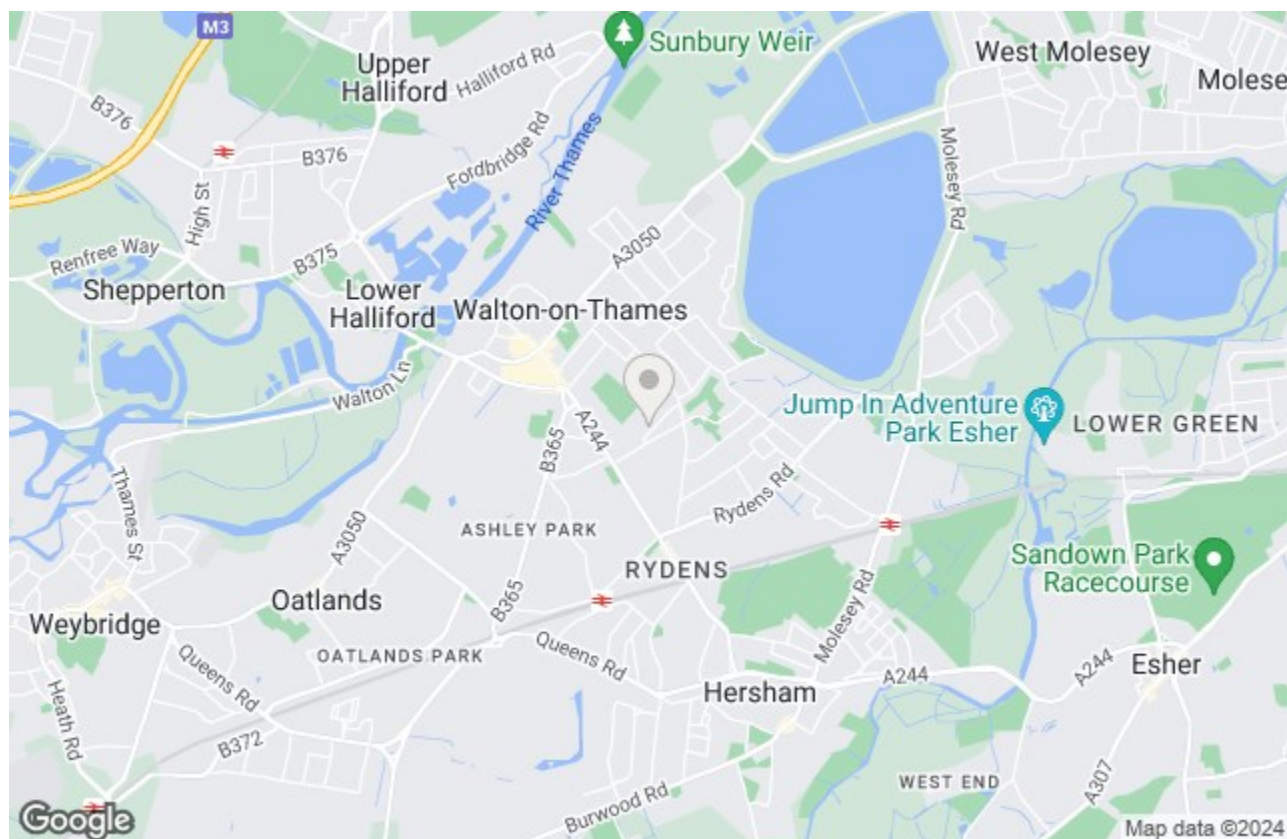 M3
Upper
Halliford
Halliford Rd
Sunbury Weir
West Molesey
Molese
B376
B376
Fordbridge Rd
River Thames
Molesey Rd
High St
Renfree Way
B375
A3050
Shepperton
Lower
Halliford
Walton-on-Thames
Walton Ln
Jump In Adventure
Park Esher
LOWER GREEN
A244
B365
Thames St
Rydens Rd
A3050
ASHLEY PARK
Sandown Park
Racecourse
RYDENS
B365
Oatlands
Weybridge
Molesey Rd
OATLANDS PARK
Queens Rd
Queens Rd
A244
Esher
Hersham
A244
Heath Rd
B372
WEST END
A307
Burwood Rd
Google
Map data ©2024